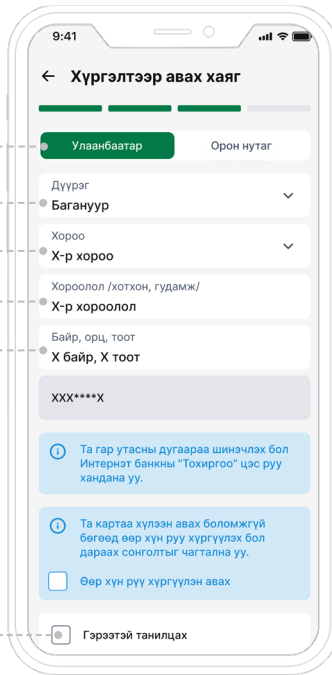 9:41
Хүргэлтээр авах хаяг
Улаанбаатар
Орон нутаг
Дүүрэг
Багануур
Хороо
Х-р хороо
Хороолол /хотхон, гудамж/
Х-р хороолол
Байр, орц, тоот
Х байр, Х тоот
XXX****X
Та гар утасны дугаараа шинэчлэх бол
Интернэт банкны "Тохиргоо" цэс руу
хандана уу.
Та картаа хүлээн авах боломжгүй
бөгөөд өөр хүн руу хүргүүлэх бол
дараах сонголтыг чагтална уу.
Өөр хүн рүү хүргүүлэн авах
Гэрээтэй танилцах